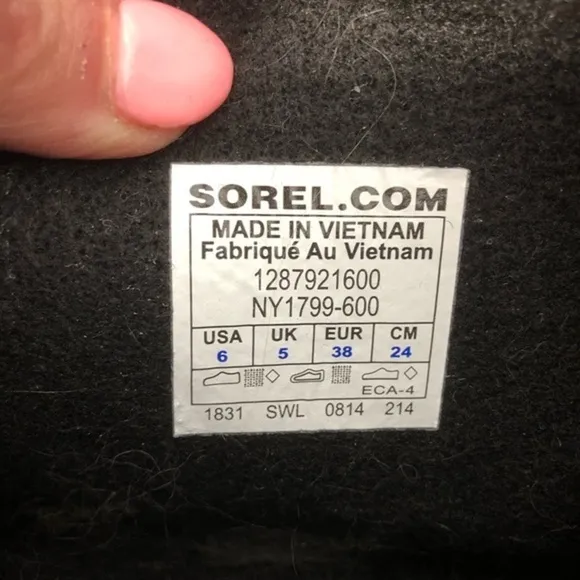 SOREL.COM
MADE IN VIETNAM
Fabriqué Au Vietnam
1287921600
NY1799-600
USA UK EUR CM
6 5 38 24
ECA-4
1831 SWL 0814 214